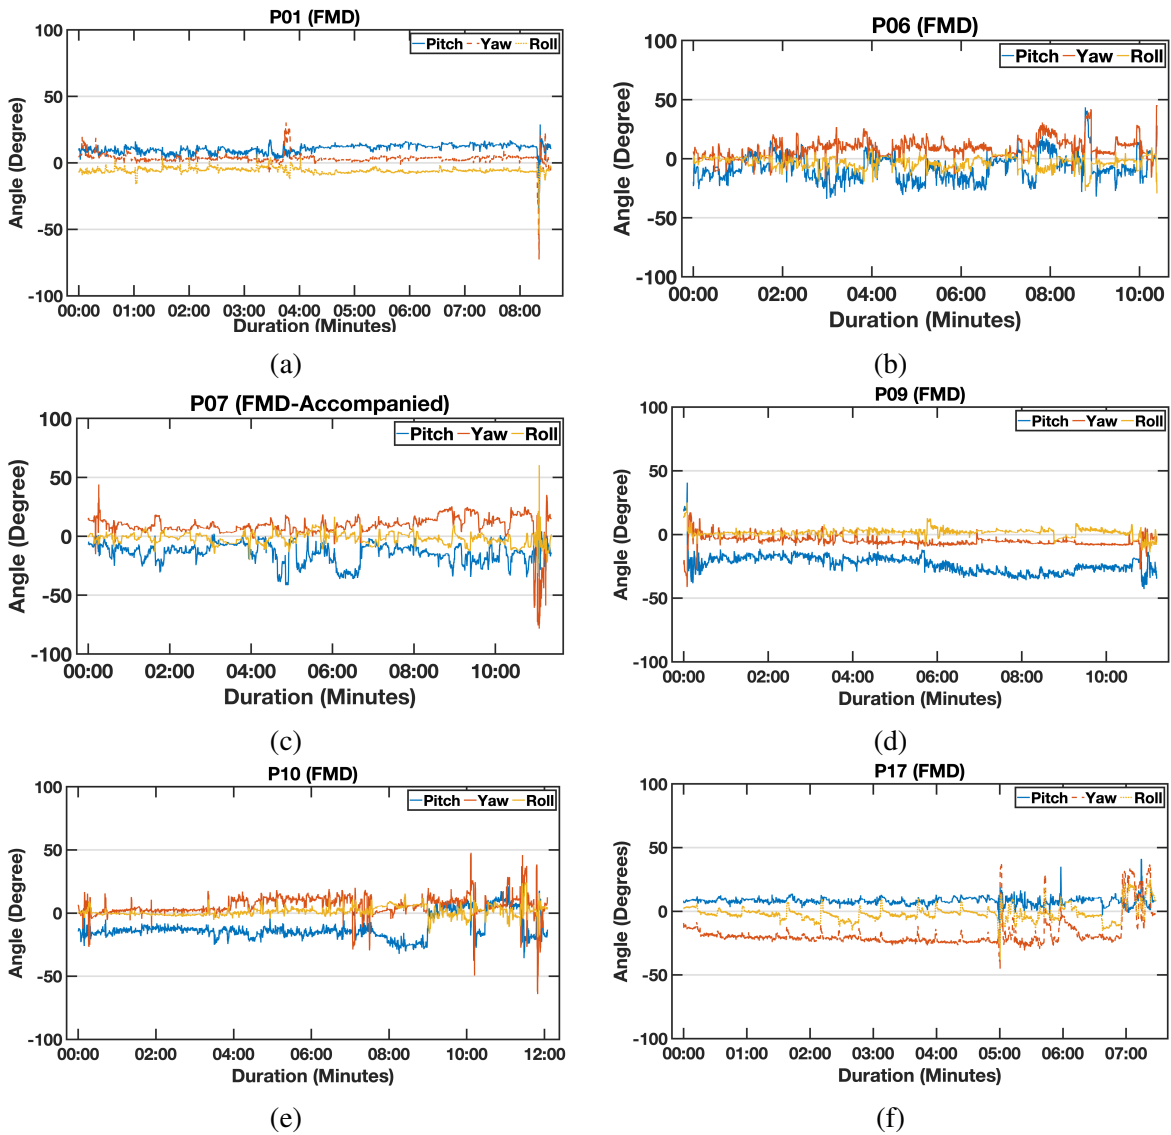 P01 (FMD)
Pitch Yaw Roll
Angle (Degree)
100
50
0
-50
-100
00:00 01:00 02:00 03:00 04:00 05:00 06:00 07:00 08:00
Duration (Minutes)
(a)
P06 (FMD)
Pitch Yaw Roll
Angle (Degree)
100
50
0
-50
-100
00:00 02:00 04:00 06:00 08:00 10:00
Duration (Minutes)
(b)
P07 (FMD-Accompanied)
Pitch Yaw Roll
Angle (Degree)
100
50
0
-50
-100
00:00 02:00 04:00 06:00 08:00 10:00
Duration (Minutes)
(c)
P09 (FMD)
Pitch Yaw Roll
Angle (Degree)
100
50
0
-50
-100
00:00 02:00 04:00 06:00 08:00 10:00
Duration (Minutes)
(d)
P10 (FMD)
Pitch Yaw Roll
Angle (Degree)
100
50
0
-50
-100
00:00 02:00 04:00 06:00 08:00 10:00 12:00
Duration (Minutes)
(e)
P17 (FMD)
Pitch Yaw Roll
Angle (Degrees)
100
50
0
-50
-100
00:00 01:00 02:00 03:00 04:00 05:00 06:00 07:00
Duration (Minutes)
(f)